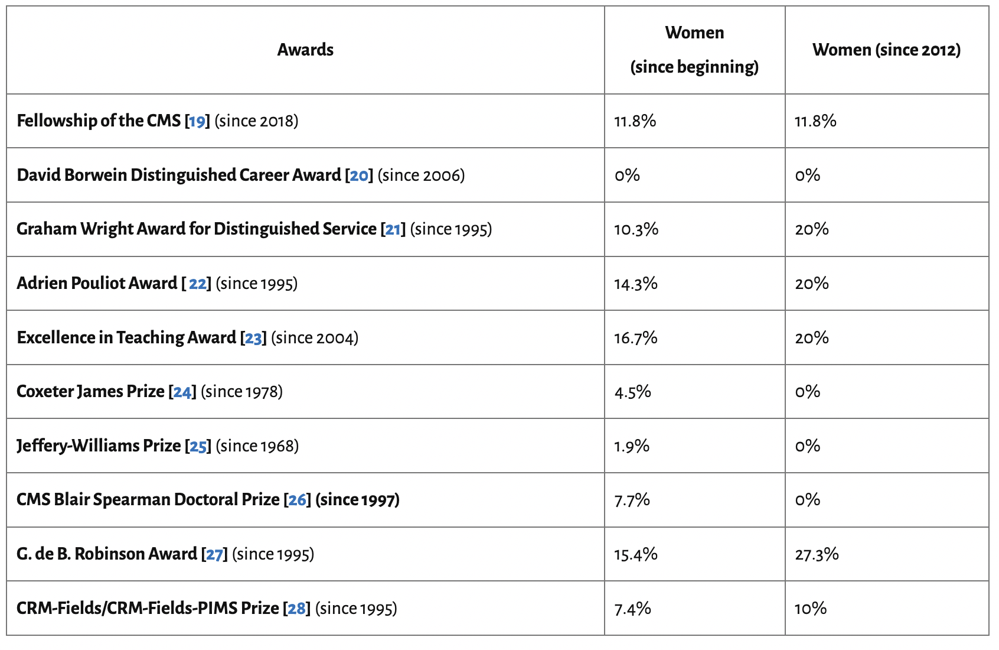 Awards
Women
(since beginning)
Women (since 2012)
Fellowship of the CMS [19] (since 2018)
11.8%
11.8%
David Borwein Distinguished Career Award [20] (since 2006)
0%
0%
Graham Wright Award for Distinguished Service [21] (since 1995)
10.3%
20%
Adrien Pouliot Award [ 22] (since 1995)
14.3%
20%
Excellence in Teaching Award [23] (since 2004)
16.7%
20%
Coxeter James Prize [24] (since 1978)
4.5%
0%
Jeffery-Williams Prize [25] (since 1968)
1.9%
0%
CMS Blair Spearman Doctoral Prize [26] (since 1997)
7.7%
0%
G. de B. Robinson Award [27] (since 1995)
15.4%
27.3%
CRM-Fields/CRM-Fields-PIMS Prize [28] (since 1995)
7.4%
10%